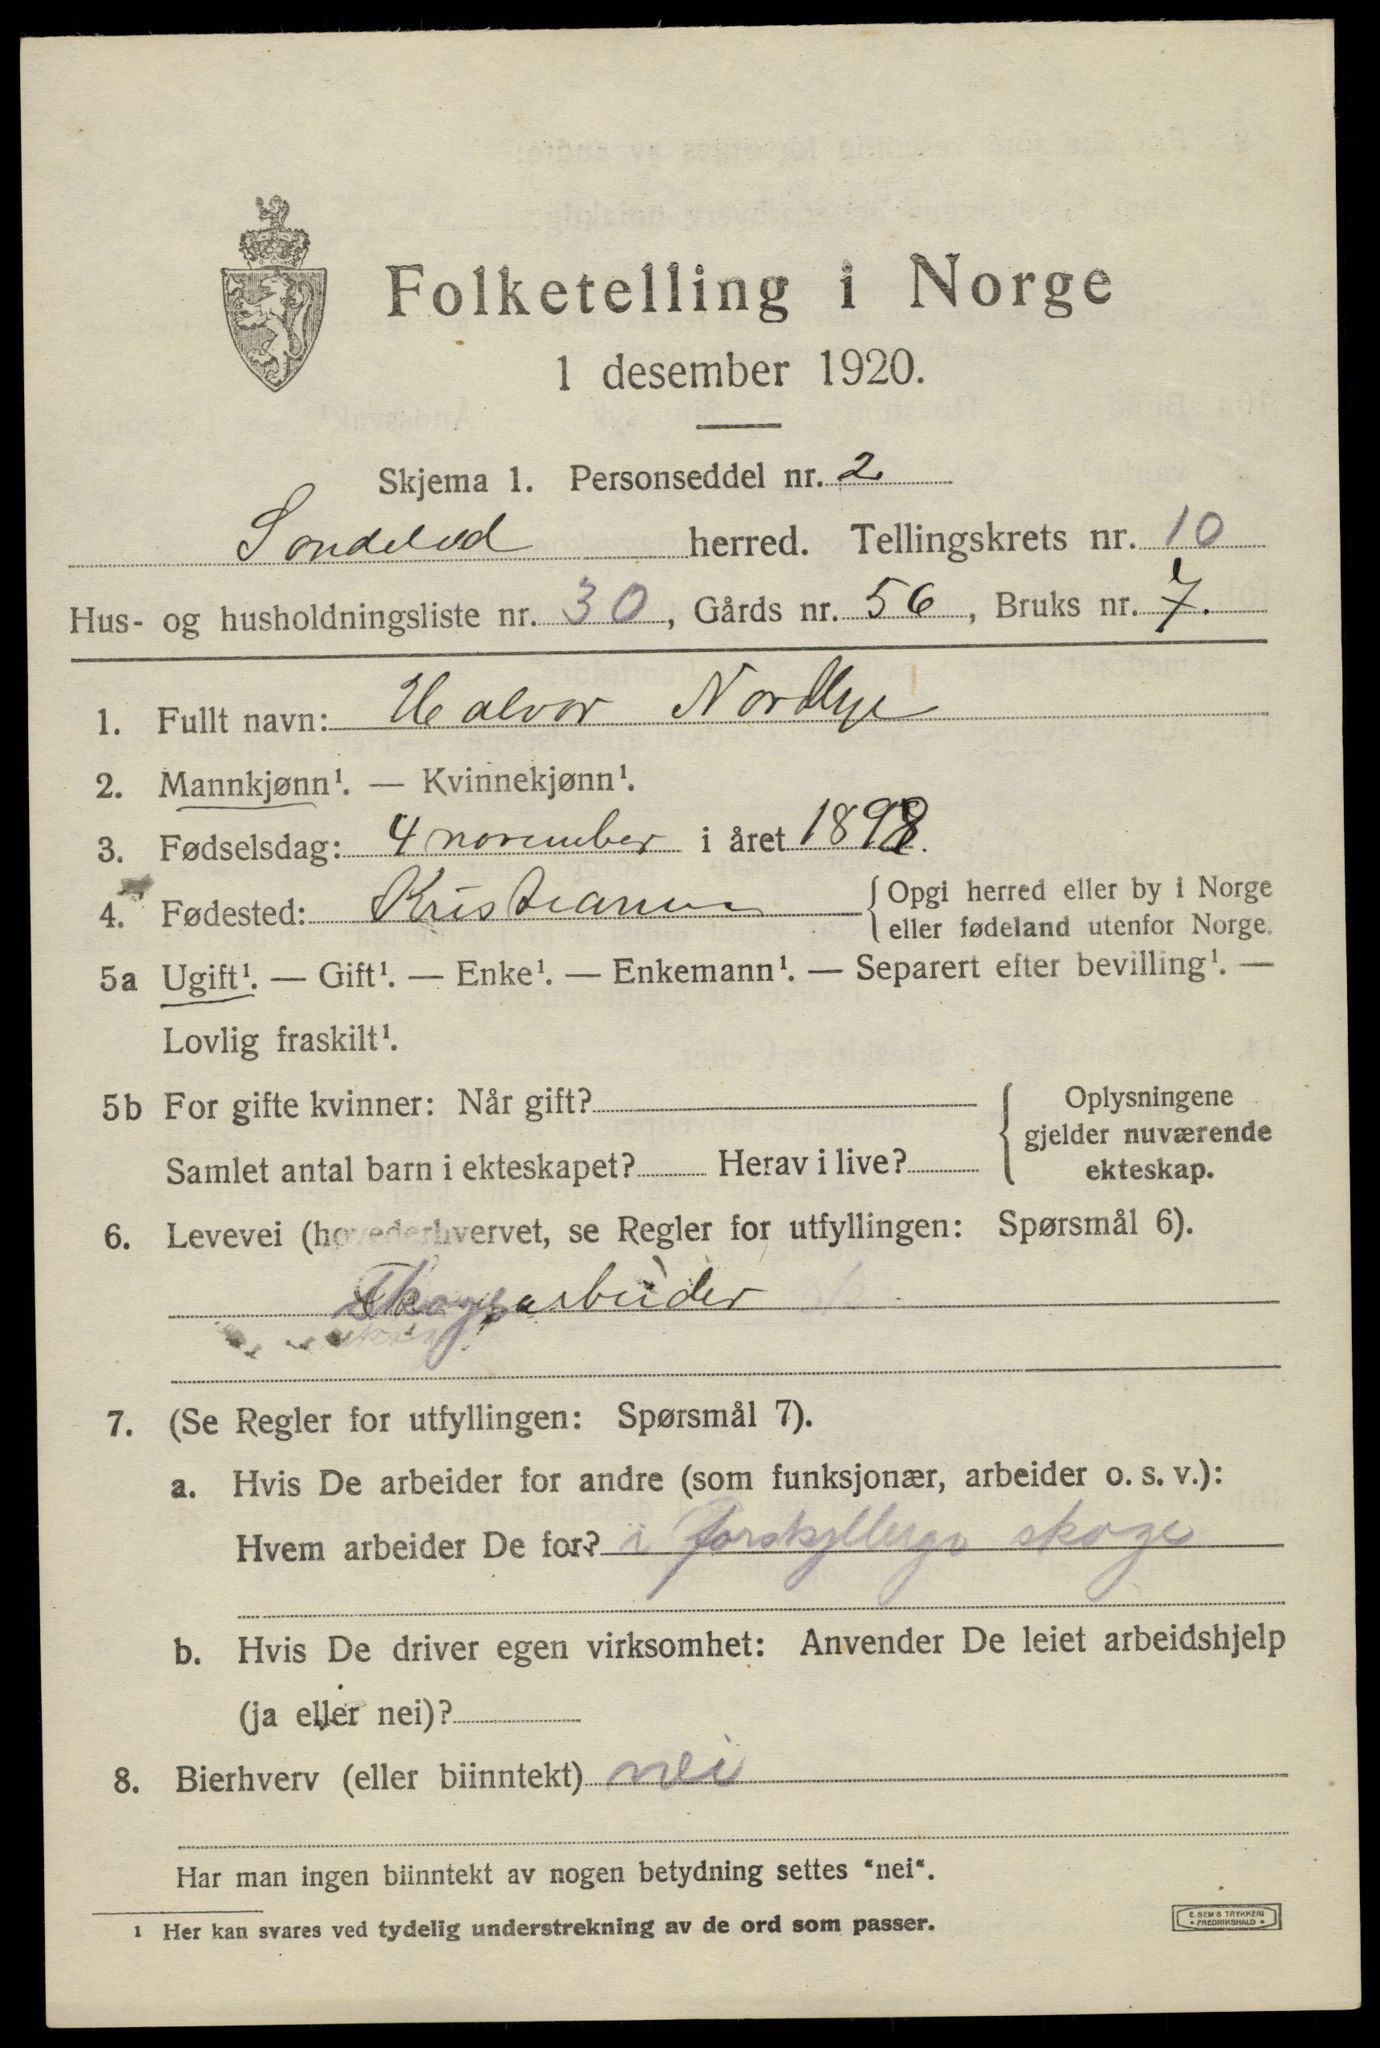 Folketelling i Norge
1 desember 1920.
Skjema 1. Personseddel nr. 2
Søndeled herred. Tellingskrets nr. 10
Hus- og husholdningsliste nr. 30, Gårds nr. 56, Bruks nr. 7.
1. Fullt navn: Halvor Nordbye
2. Mannkjønn¹. — Kvinnekjønn¹.
3. Fødselsdag: 4 november i året 1898.
4. Fødested: Kristiania
{ Opgi herred eller by i Norge
eller fødeland utenfor Norge.
5a Ugift¹. — Gift¹. — Enke¹. — Enkemann¹. — Separert efter bevilling¹. —
Lovlig fraskilt¹.
5b For gifte kvinner: Når gift?
Samlet antal barn i ekteskapet? Herav i live?
{ Oplysningene
gjelder nuværende
ekteskap.
6. Levevei (hovederhvervet, se Regler for utfyllingen: Spørsmål 6).
Skogsarbeider
7. (Se Regler for utfyllingen: Spørsmål 7).
a. Hvis De arbeider for andre (som funksjonær, arbeider o. s. v.):
Hvem arbeider De for? i skoge
b. Hvis De driver egen virksomhet: Anvender De leiet arbeidshjelp
(ja eller nei)?
8. Bierhverv (eller biinntekt) nei
Har man ingen biinntekt av nogen betydning settes "nei".
1 Her kan svares ved tydelig understrekning av de ord som passer.
E. SEM'S TRYKKERI
• FREDRIKSHALD •